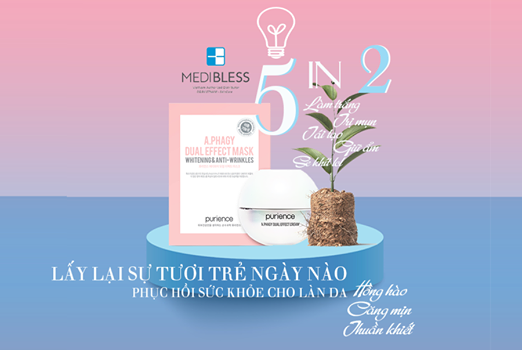 MEDIBLESS
5 IN 2
Làm trắng
Trị mụn
Tái tạo
Giữ ẩm
Se khít
A.PHAGY
DUAL EFFECT MASK
WHITENING & ANTI-WRINKLES
purience
purience
A.PHAGY DUAL EFFECT CREAM
LẤY LẠI SỰ TƯƠI TRẺ NGÀY NÀO
PHỤC HỒI SỨC KHỎE CHO LÀN DA
Hồng hào
Căng mịn
Thuần khiết